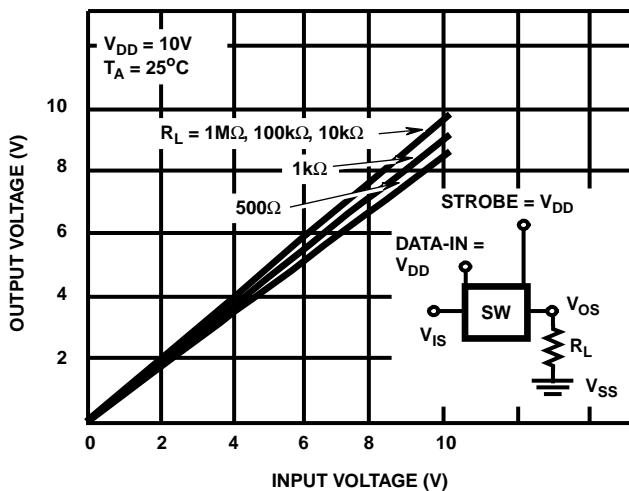 V_DD = 10V
T_A = 25°C
R_L = 1MΩ, 100kΩ, 10kΩ
1kΩ
500Ω
STROBE = V_DD
DATA-IN =
V_DD
SW
V_IS
V_OS
R_L
V_SS
OUTPUT VOLTAGE (V)
10
8
6
4
2
0
2
4
6
8
10
INPUT VOLTAGE (V)